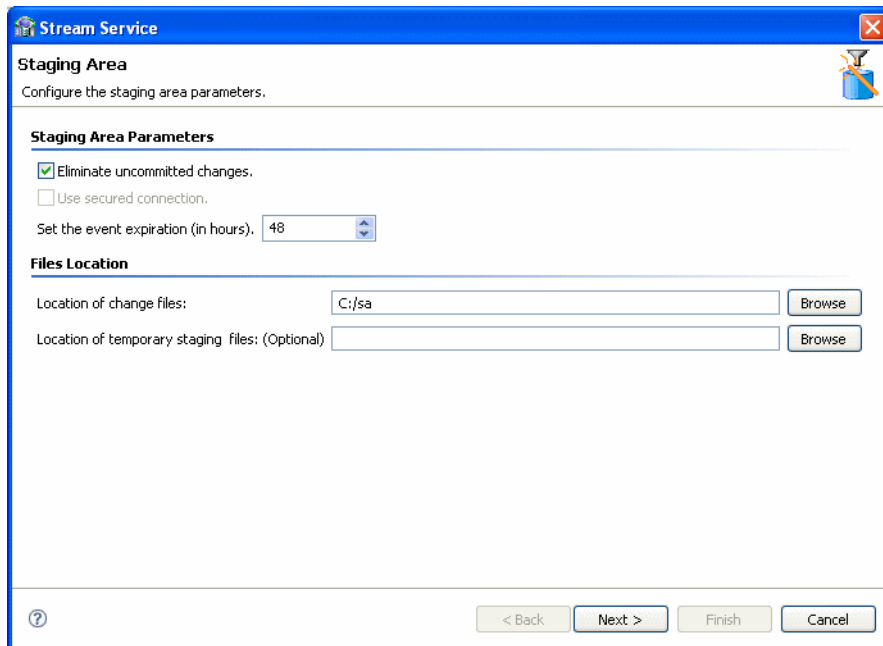 Stream Service
Staging Area
Configure the staging area parameters.
Staging Area Parameters
Eliminate uncommitted changes.
Use secured connection.
Set the event expiration (in hours). 48
Files Location
Location of change files: C:/sa Browse
Location of temporary staging files: (Optional) Browse
? < Back Next > Finish Cancel